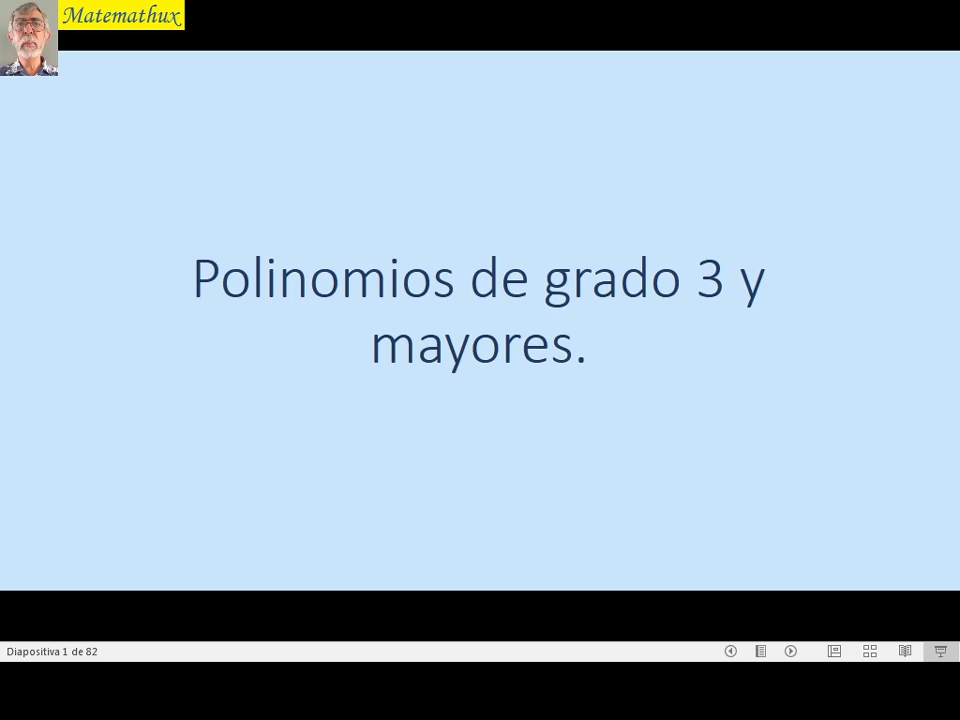 Matemathux
Polinomios de grado 3 y
mayores.
Diapositiva 1 de 82